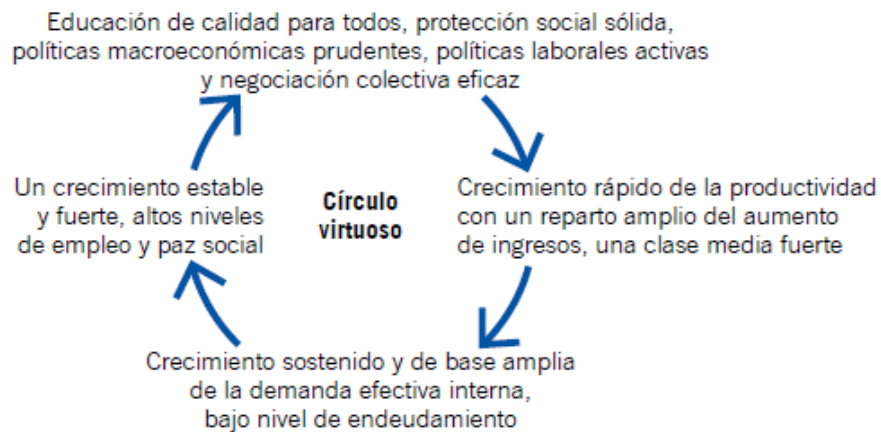 Educación de calidad para todos, protección social sólida,
políticas macroeconómicas prudentes, políticas laborales activas
y negociación colectiva eficaz
Un crecimiento estable
y fuerte, altos niveles
de empleo y paz social
Círculo
virtuoso
Crecimiento rápido de la productividad
con un reparto amplio del aumento
de ingresos, una clase media fuerte
Crecimiento sostenido y de base amplia
de la demanda efectiva interna,
bajo nivel de endeudamiento